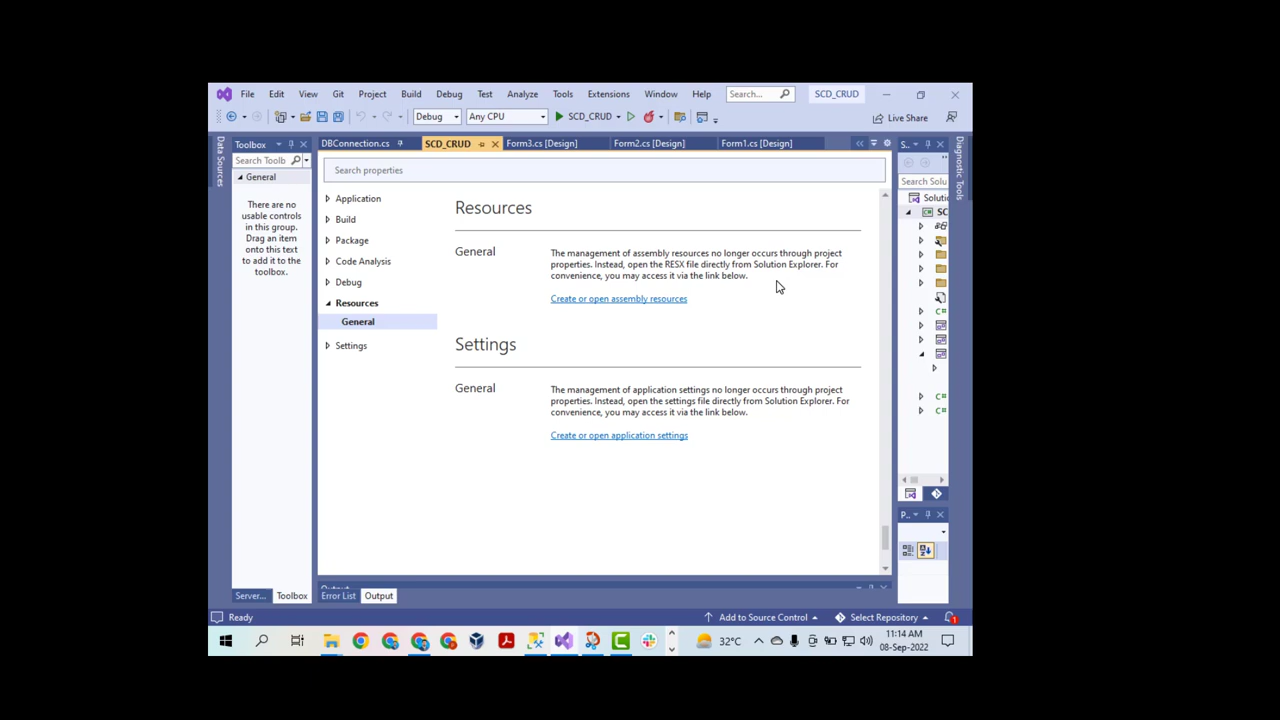 File Edit View Git Project Build Debug Test Analyze Tools Extensions Window Help Search... SCD_CRUD
Debug Any CPU SCD_CRUD Live Share
Data Sources
Toolbox
Search Toolb
General
There are no
usable controls
in this group.
Drag an item
onto this text
to add it to the
toolbox.
Server... Toolbox
DBConnection.cs SCD_CRUD Form3.cs [Design] Form2.cs [Design] Form1.cs [Design]
Search properties
Application
Build
Package
Code Analysis
Debug
Resources
General
Settings
Resources
General
The management of assembly resources no longer occurs through project
properties. Instead, open the RESX file directly from Solution Explorer. For
convenience, you may access it via the link below.
Create or open assembly resources
Settings
General
The management of application settings no longer occurs through project
properties. Instead, open the settings file directly from Solution Explorer. For
convenience, you may access it via the link below.
Create or open application settings
Error List Output
S..
Search Solu
Soluti
SC
C#
C#
C#
P..
Diagnostic Tools
Ready Add to Source Control Select Repository 1
32°C 11:14 AM
08-Sep-2022